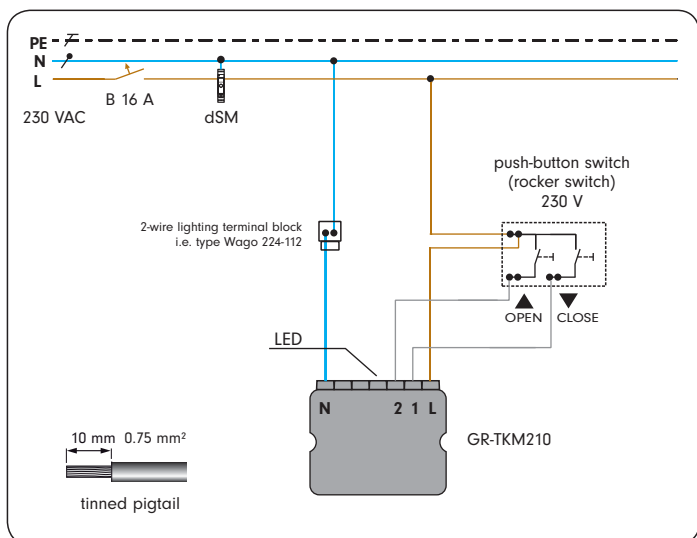 PE
N
L
B 16 A
230 VAC
dSM
push-button switch
(rocker switch)
230 V
2-wire lighting terminal block
i.e. type Wago 224-112
OPEN
CLOSE
LED
N 2 1 L
GR-TKM210
10 mm 0.75 mm²
tinned pigtail